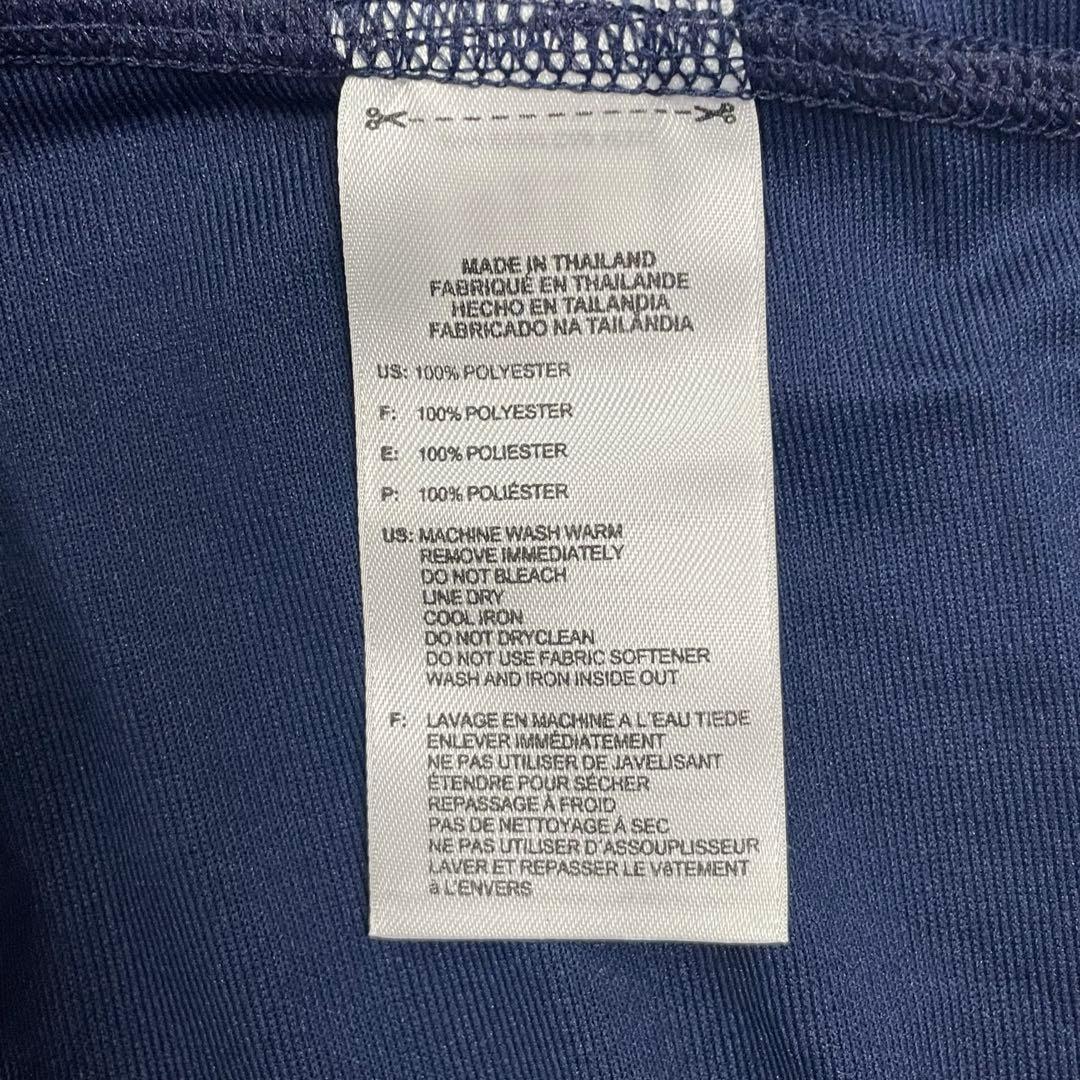 MADE IN THAILAND
FABRIQUÉ EN THAILANDE
HECHO EN TAILANDIA
FABRICADO NA TAILÂNDIA
US: 100% POLYESTER
F: 100% POLYESTER
E: 100% POLIESTER
P: 100% POLIÉSTER
US: MACHINE WASH WARM
REMOVE IMMEDIATELY
DO NOT BLEACH
LINE DRY
COOL IRON
DO NOT DRYCLEAN
DO NOT USE FABRIC SOFTENER
WASH AND IRON INSIDE OUT
F: LAVAGE EN MACHINE A L'EAU TIEDE
ENLEVER IMMÉDIATEMENT
NE PAS UTILISER DE JAVELISANT
ÉTENDRE POUR SÉCHER
REPASSAGE À FROID
PAS DE NETTOYAGE À SEC
NE PAS UTILISER D'ASSOUPLISSEUR
LAVER ET REPASSER LE VêTEMENT
à L'ENVERS